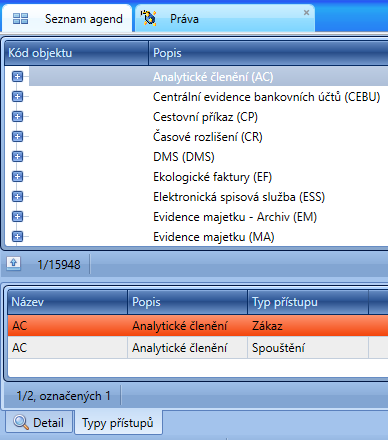 Seznam agend Práva ×
Kód objektu Popis
Analytické členění (AC)
Centrální evidence bankovních účtů (CEBU)
Cestovní příkaz (CP)
Časové rozlišení (CR)
DMS (DMS)
Ekologické faktury (EF)
Elektronická spisová služba (ESS)
Evidence majetku - Archiv (EM)
Evidence majetku (MA)
1/15948
Název Popis Typ přístupu
AC Analytické členění Zákaz
AC Analytické členění Spouštění
1/2, označených 1
Detail Typy přístupů